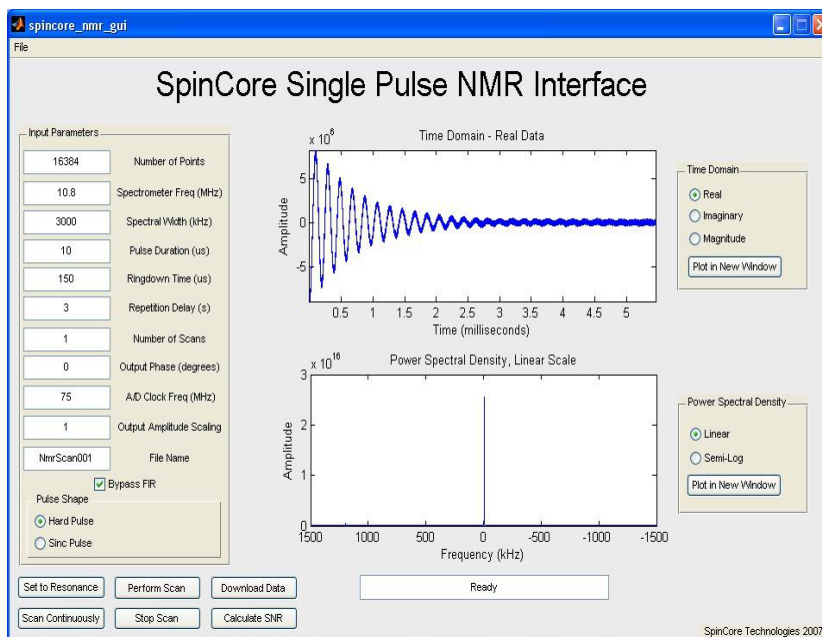 spincore_nmr_gui
File
SpinCore Single Pulse NMR Interface
Input Parameters
16384 Number of Points
10.8 Spectrometer Freq (MHz)
3000 Spectral Width (kHz)
10 Pulse Duration (us)
150 Ringdown Time (us)
3 Repetition Delay (s)
1 Number of Scans
0 Output Phase (degrees)
75 A/D Clock Freq (MHz)
1 Output Amplitude Scaling
NmrScan001 File Name
Bypass FIR
Pulse Shape
Hard Pulse
Sinc Pulse
Set to Resonance Perform Scan Download Data
Scan Continuously Stop Scan Calculate SNR
x 10^6
Time Domain - Real Data
Amplitude
5
0
-5
0.5 1 1.5 2 2.5 3 3.5 4 4.5 5
Time (milliseconds)
x 10^16
Power Spectral Density, Linear Scale
Amplitude
3
2
1
0
1500 1000 500 0 -500 -1000 -1500
Frequency (kHz)
Ready
Time Domain
Real
Imaginary
Magnitude
Plot in New Window
Power Spectral Density
Linear
Semi-Log
Plot in New Window
SpinCore Technologies 2007